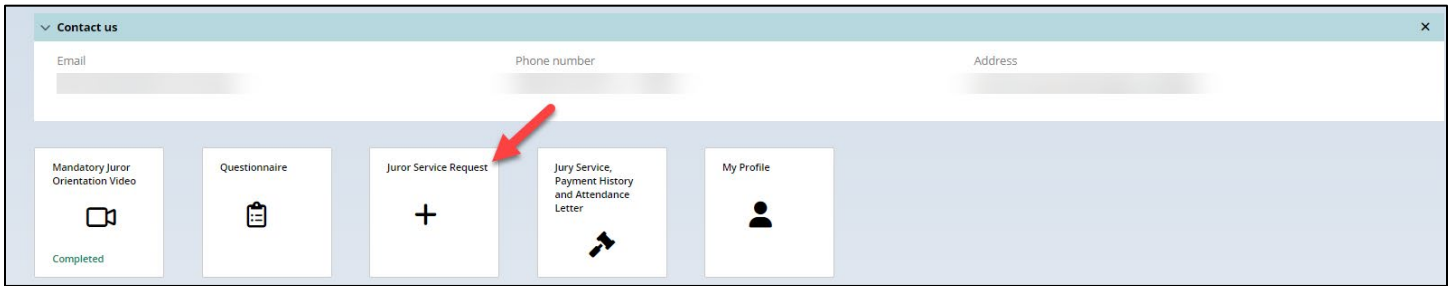 Contact us
Email
Phone number
Address
Mandatory Juror
Orientation Video
Completed
Questionnaire
Juror Service Request
Jury Service,
Payment History
and Attendance
Letter
My Profile